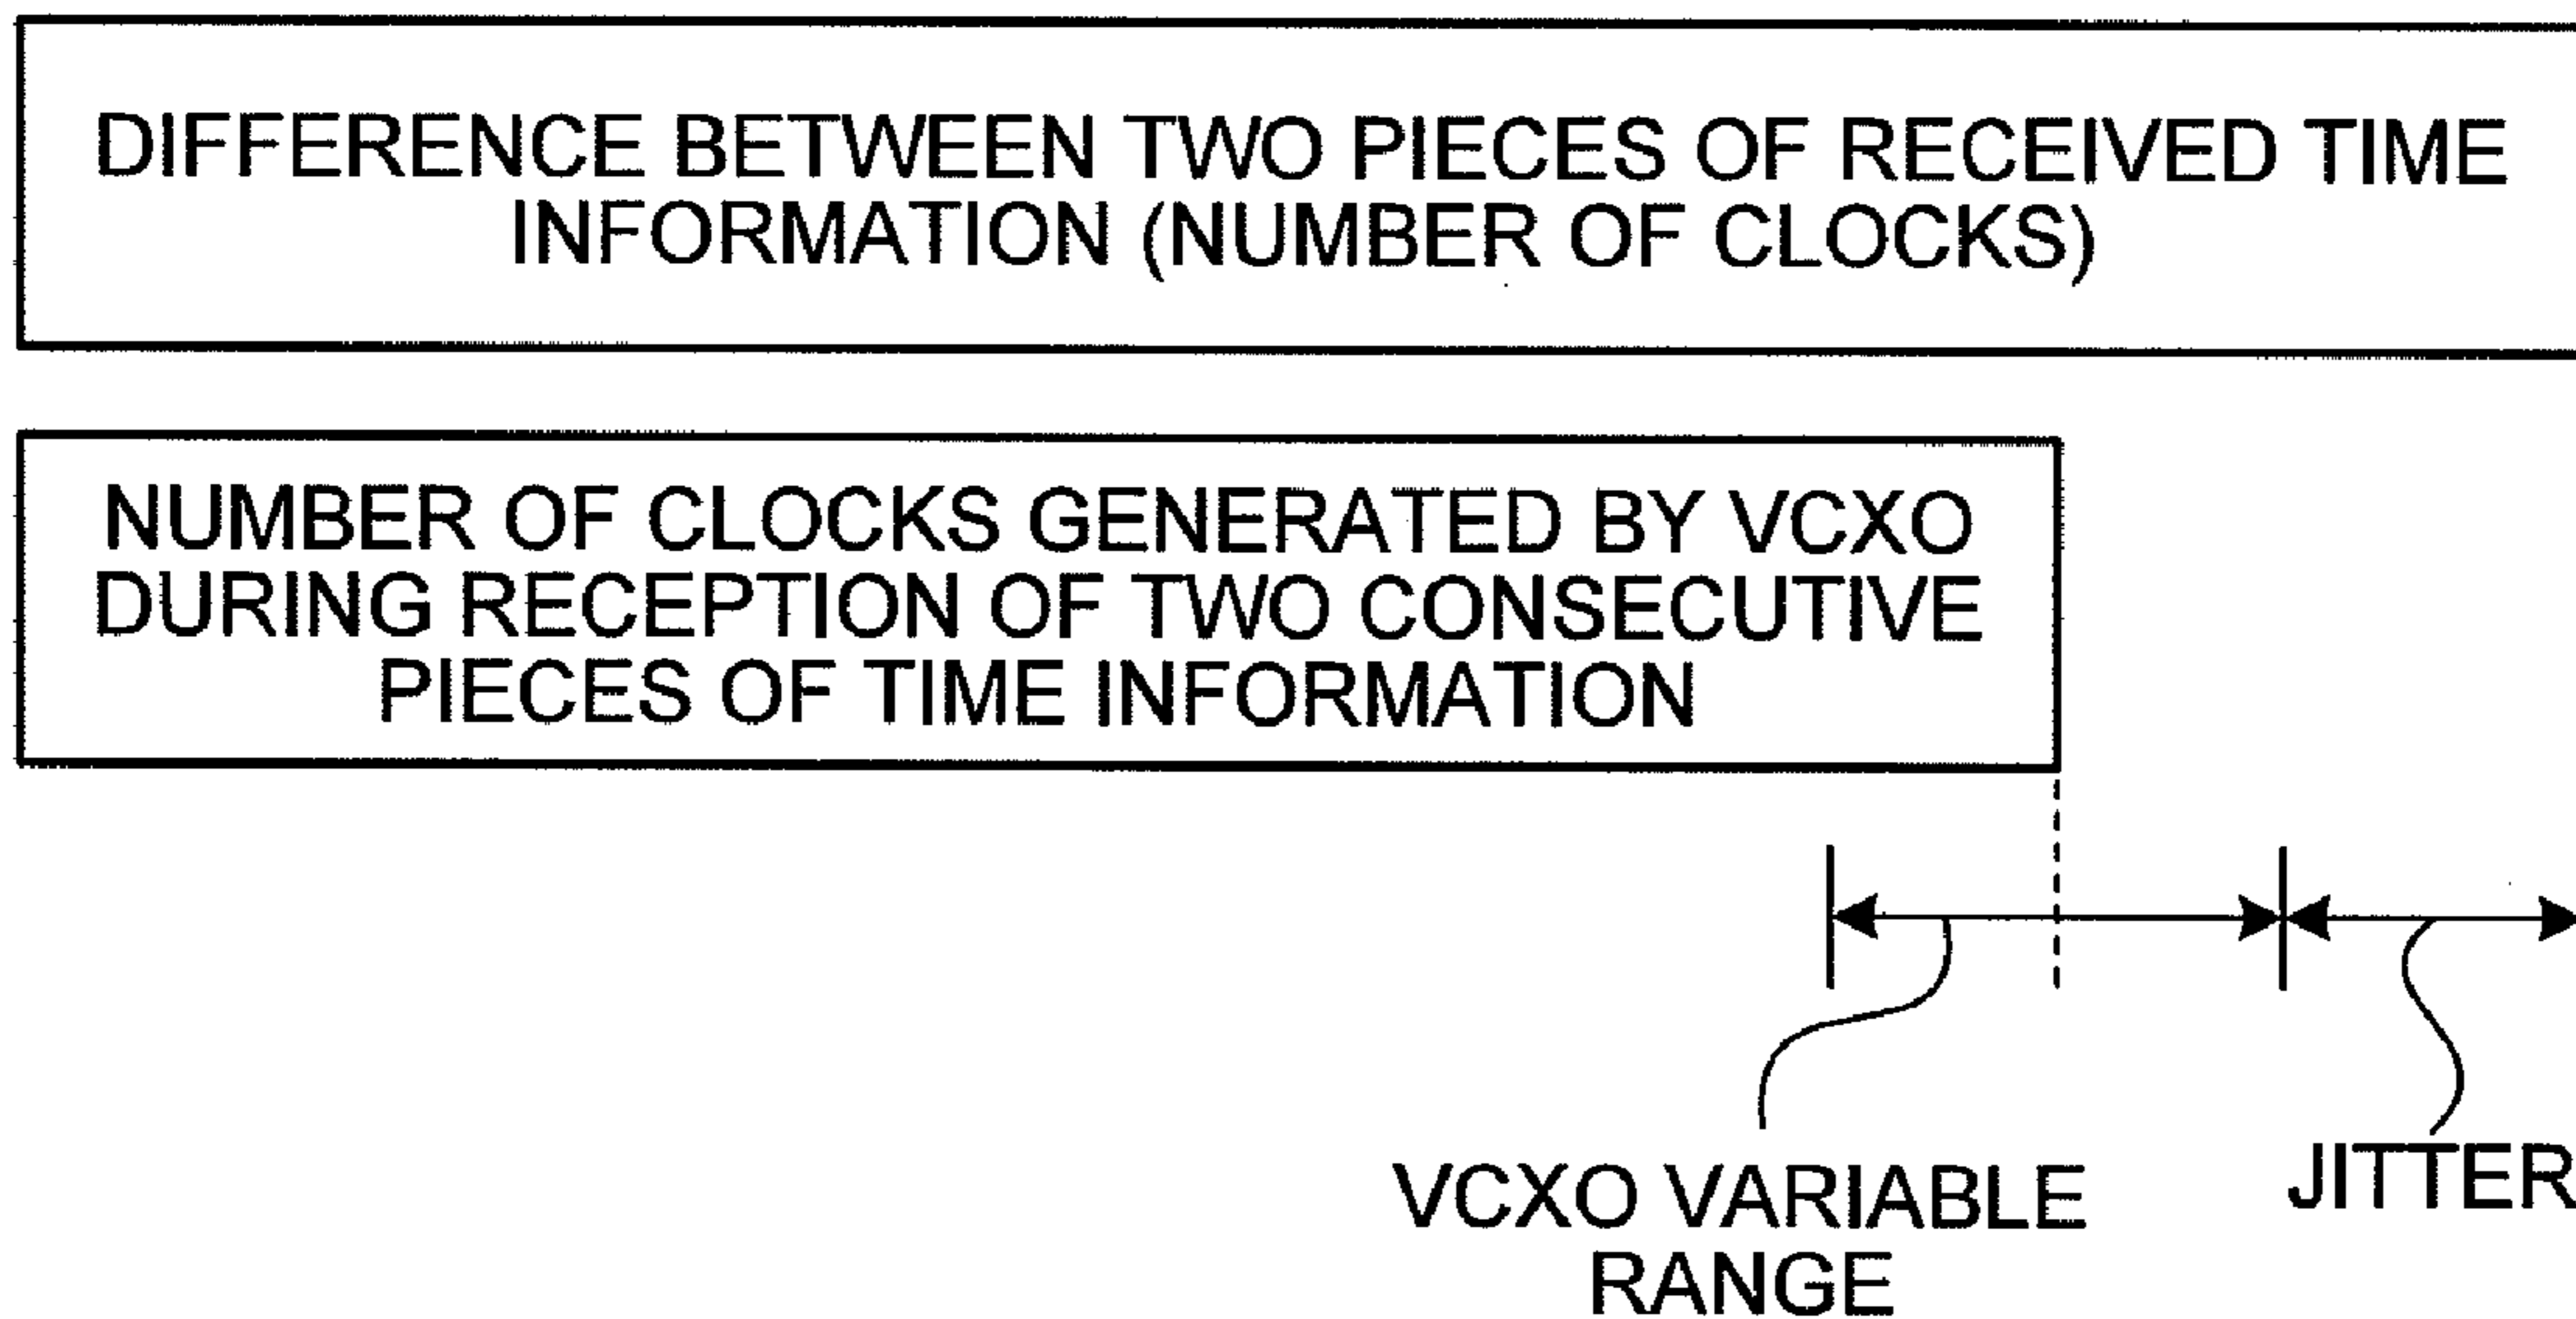 DIFFERENCE BETWEEN TWO PIECES OF RECEIVED TIME
INFORMATION (NUMBER OF CLOCKS)
NUMBER OF CLOCKS GENERATED BY VCXO
DURING RECEPTION OF TWO CONSECUTIVE
PIECES OF TIME INFORMATION
VCXO VARIABLE
RANGE
JITTER